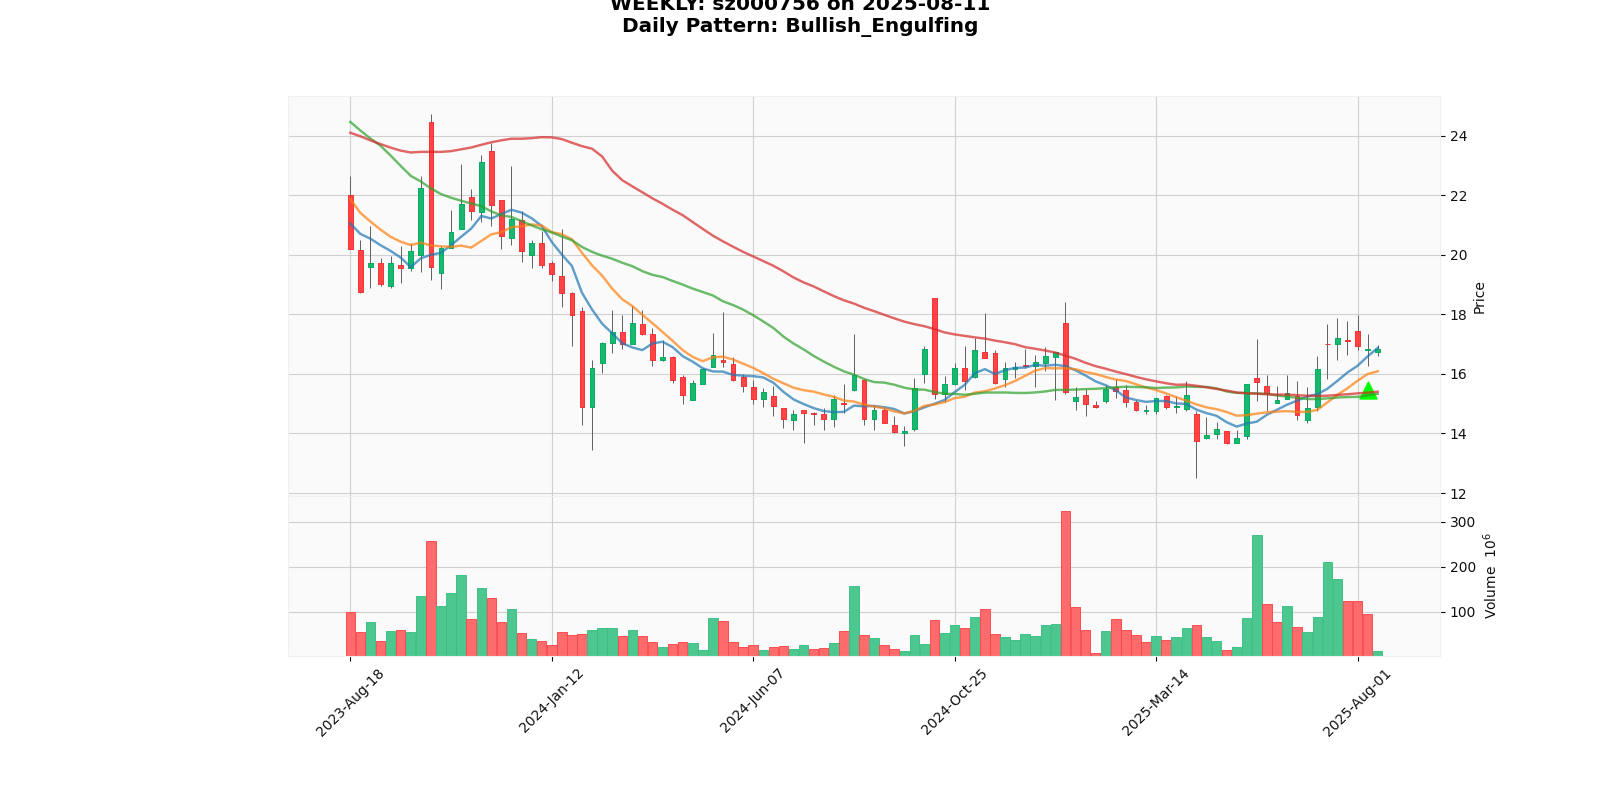 WEEKLY: sz000756 on 2025-08-11
Daily Pattern: Bullish_Engulfing
24
22
20
18
16
14
12
Price
300
200
100
Volume 10⁶
2023-Aug-18
2024-Jan-12
2024-Jun-07
2024-Oct-25
2025-Mar-14
2025-Aug-01